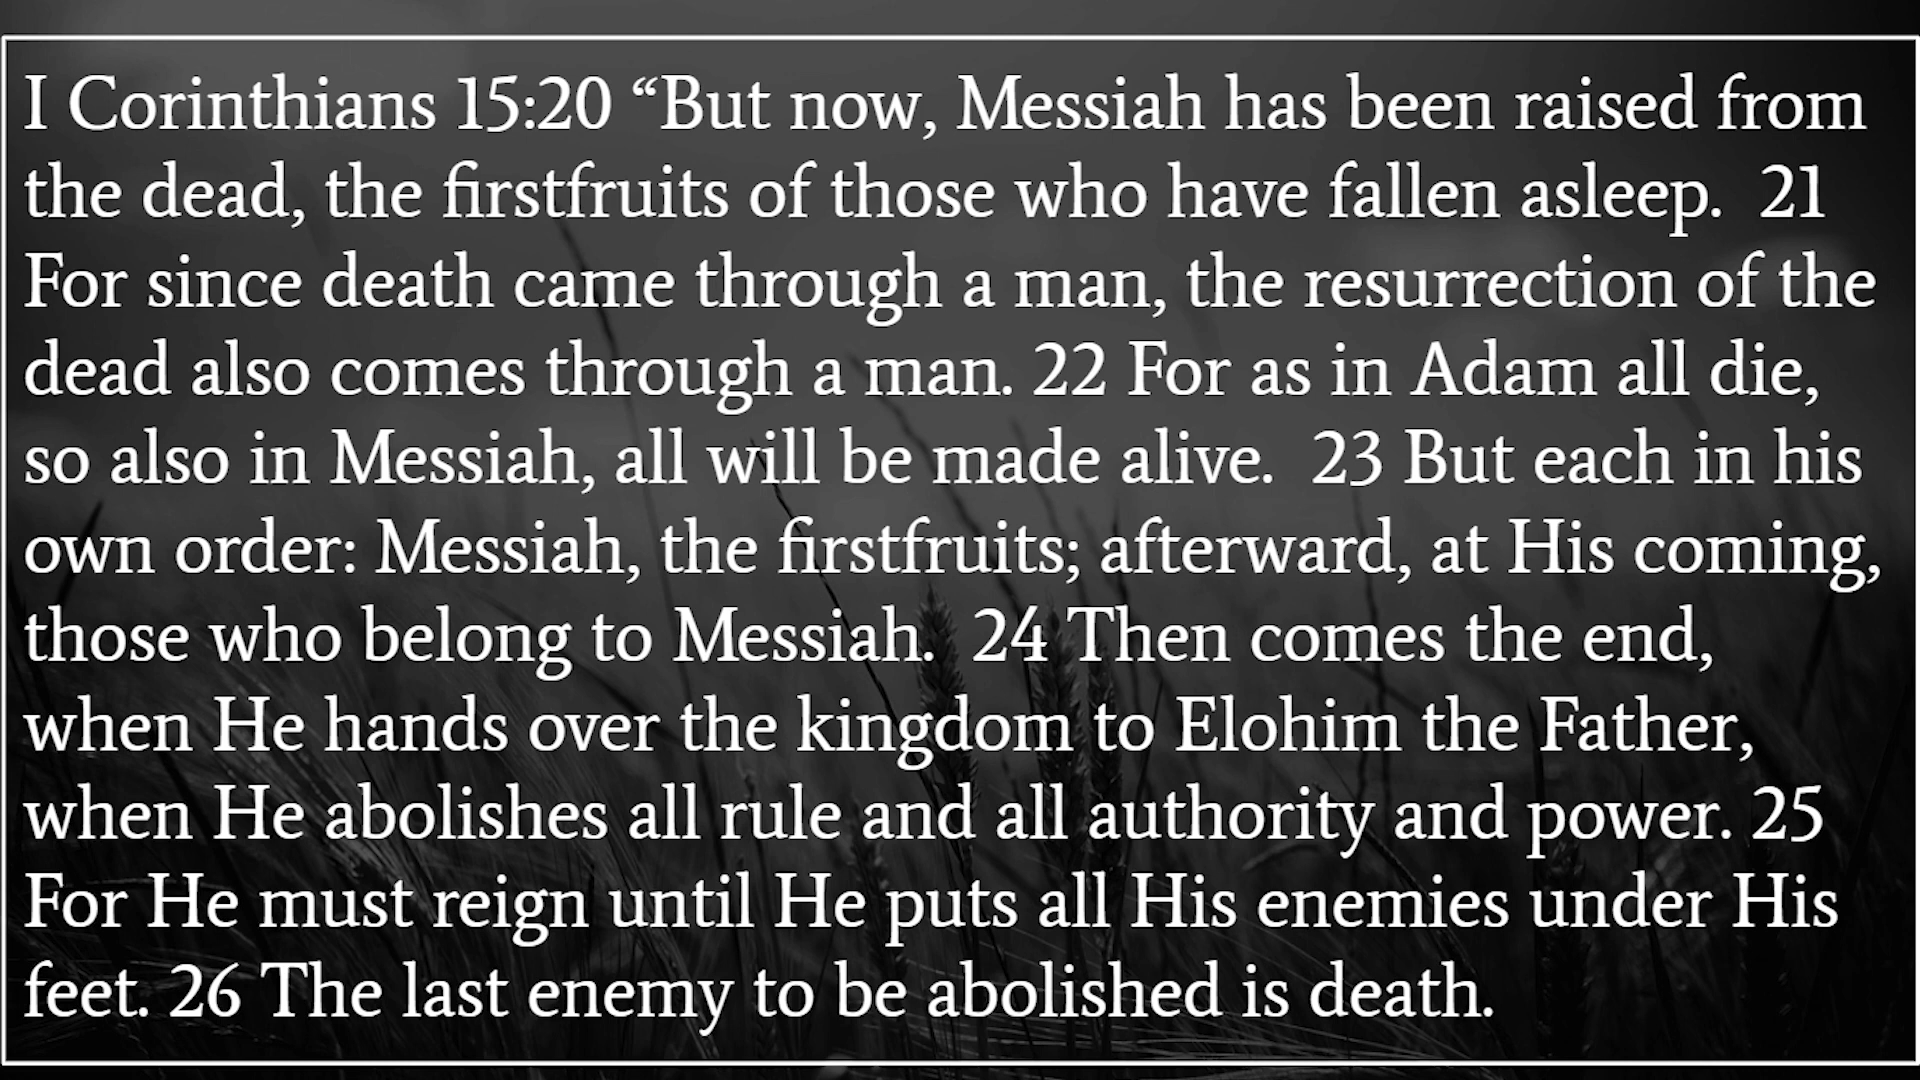 I Corinthians 15:20 “But now, Messiah has been raised from
the dead, the firstfruits of those who have fallen asleep.  21
For since death came through a man, the resurrection of the
dead also comes through a man. 22 For as in Adam all die,
so also in Messiah, all will be made alive.  23 But each in his
own order: Messiah, the firstfruits; afterward, at His coming,
those who belong to Messiah.  24 Then comes the end,
when He hands over the kingdom to Elohim the Father,
when He abolishes all rule and all authority and power. 25
For He must reign until He puts all His enemies under His
feet. 26 The last enemy to be abolished is death.